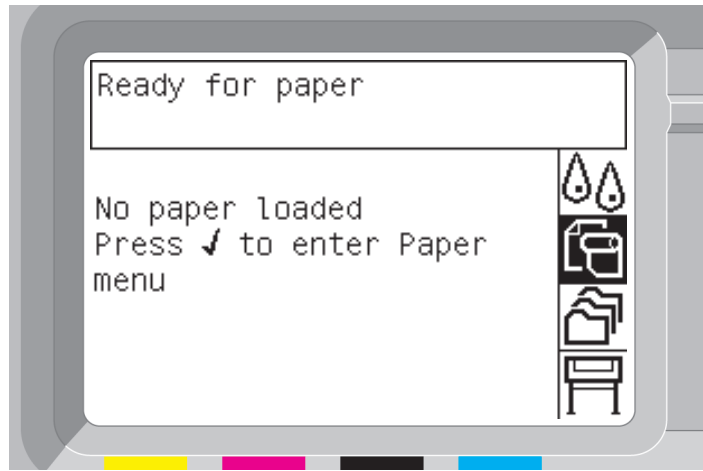 Ready for paper
No paper loaded
Press ✓ to enter Paper
menu